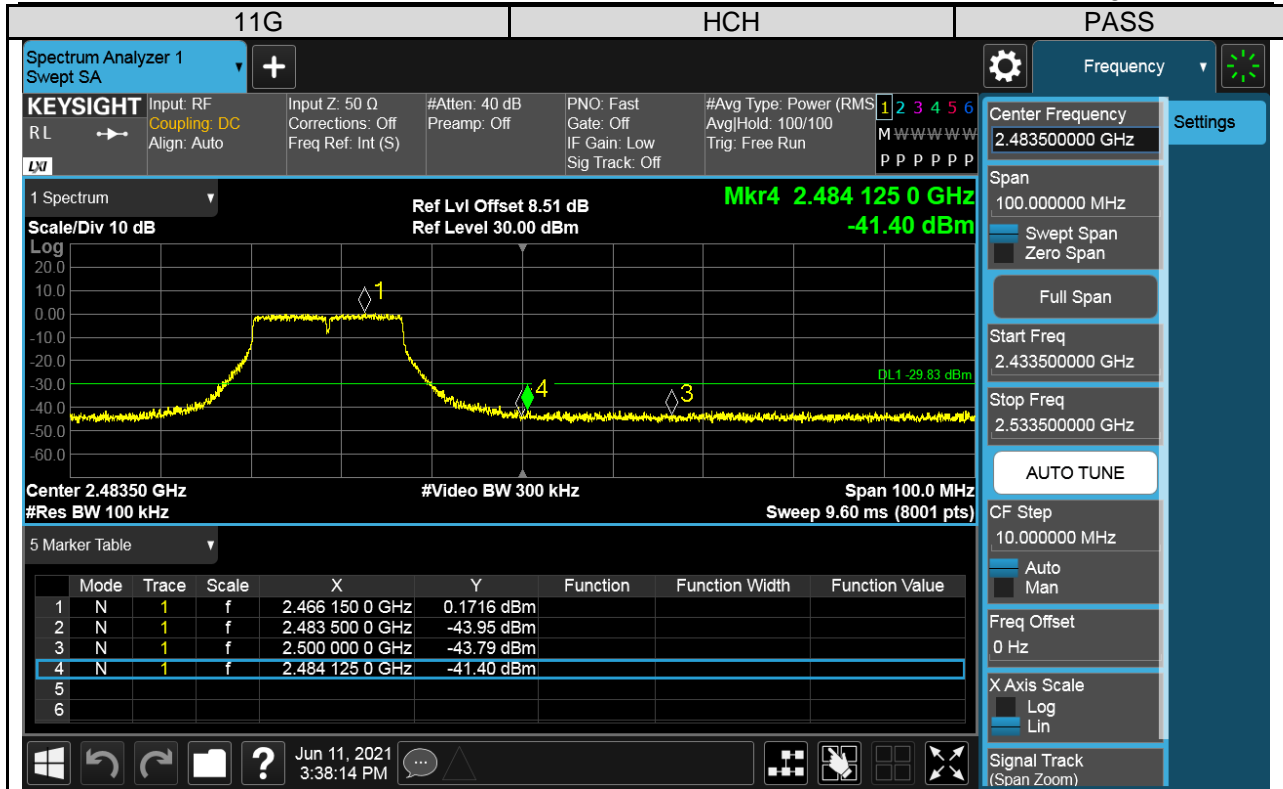 11G HCH PASS
Spectrum Analyzer 1
Swept SA
Frequency
KEYSIGHT
R L
LXI
Input: RF
Coupling: DC
Align: Auto
Input Z: 50 Ω
Corrections: Off
Freq Ref: Int (S)
#Atten: 40 dB
Preamp: Off
PNO: Fast
Gate: Off
IF Gain: Low
Sig Track: Off
#Avg Type: Power (RMS
Avg|Hold: 100/100
Trig: Free Run
1 2 3 4 5 6
M W W W W W
P P P P P P
1 Spectrum
Scale/Div 10 dB
Ref Lvl Offset 8.51 dB
Ref Level 30.00 dBm
Mkr4 2.484 125 0 GHz
-41.40 dBm
Log
20.0
10.0
0.00
-10.0
-20.0
-30.0
-40.0
-50.0
-60.0
1
4
3
DL1 -29.83 dBm
Center 2.48350 GHz
#Res BW 100 kHz
#Video BW 300 kHz
Span 100.0 MHz
Sweep 9.60 ms (8001 pts)
5 Marker Table
Mode Trace Scale X Y Function Function Width Function Value
1 N 1 f 2.466 150 0 GHz 0.1716 dBm
2 N 1 f 2.483 500 0 GHz -43.95 dBm
3 N 1 f 2.500 000 0 GHz -43.79 dBm
4 N 1 f 2.484 125 0 GHz -41.40 dBm
5
6
?
Jun 11, 2021
3:38:14 PM
Center Frequency
2.483500000 GHz
Settings
Span
100.000000 MHz
Swept Span
Zero Span
Full Span
Start Freq
2.433500000 GHz
Stop Freq
2.533500000 GHz
AUTO TUNE
CF Step
10.000000 MHz
Auto
Man
Freq Offset
0 Hz
X Axis Scale
Log
Lin
Signal Track
(Span Zoom)